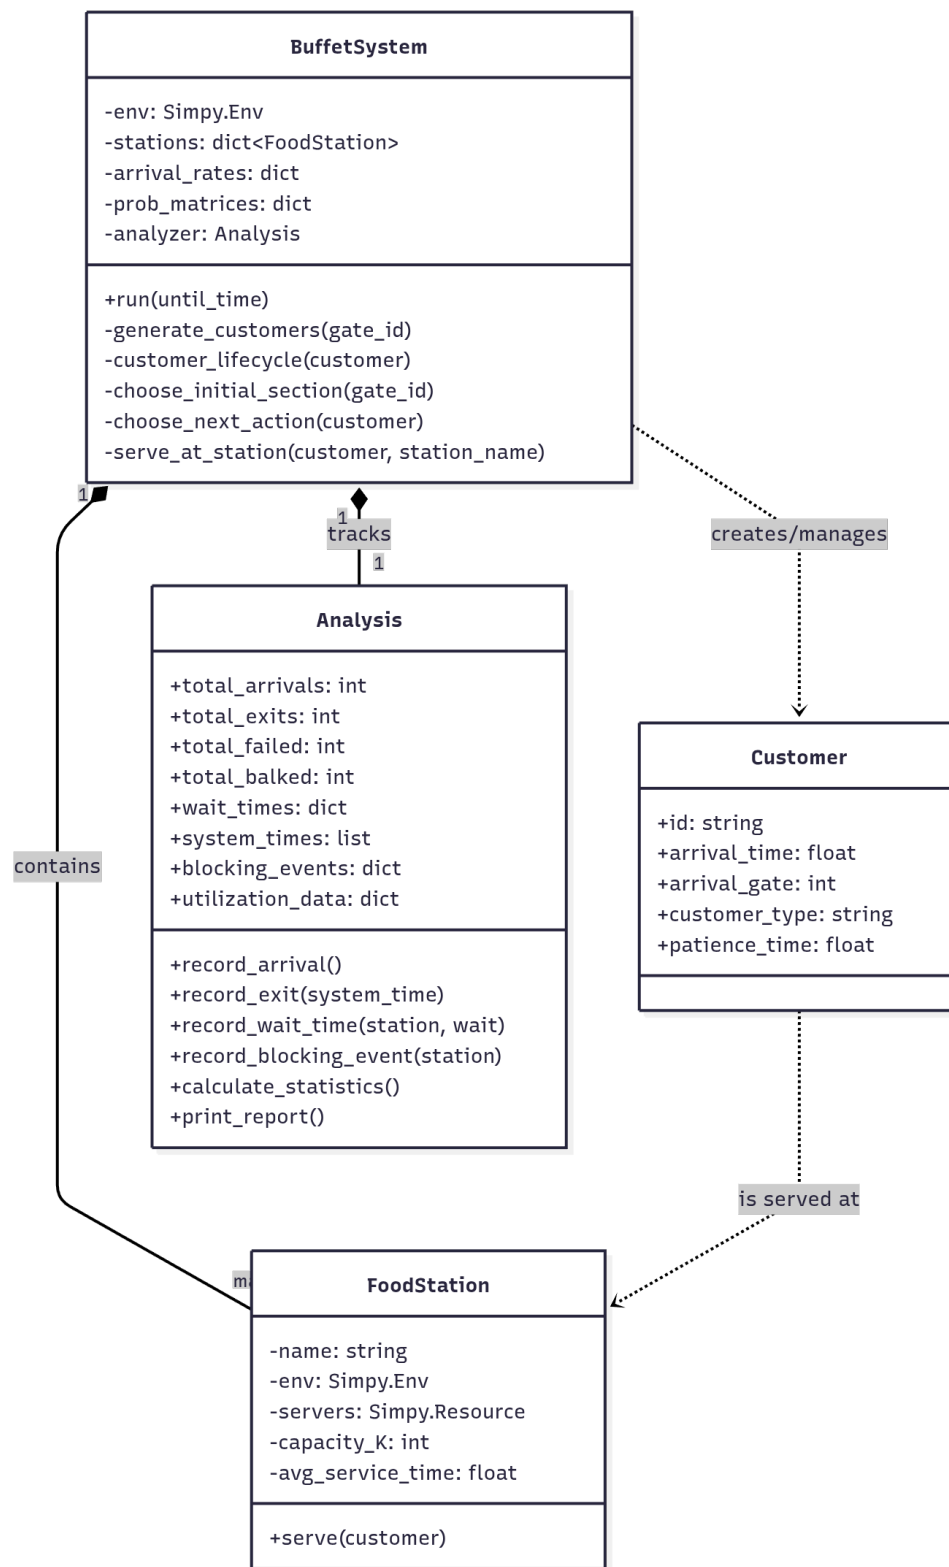 BuffetSystem
-env: Simpy.Env
-stations: dict<FoodStation>
-arrival_rates: dict
-prob_matrices: dict
-analyzer: Analysis
+run(until_time)
-generate_customers(gate_id)
-customer_lifecycle(customer)
-choose_initial_section(gate_id)
-choose_next_action(customer)
-serve_at_station(customer, station_name)
1
1
tracks
1
creates/manages
Analysis
+total_arrivals: int
+total_exits: int
+total_failed: int
+total_balked: int
+wait_times: dict
+system_times: list
+blocking_events: dict
+utilization_data: dict
+record_arrival()
+record_exit(system_time)
+record_wait_time(station, wait)
+record_blocking_event(station)
+calculate_statistics()
+print_report()
Customer
+id: string
+arrival_time: float
+arrival_gate: int
+customer_type: string
+patience_time: float
contains
is served at
FoodStation
-name: string
-env: Simpy.Env
-servers: Simpy.Resource
-capacity_K: int
-avg_service_time: float
+serve(customer)